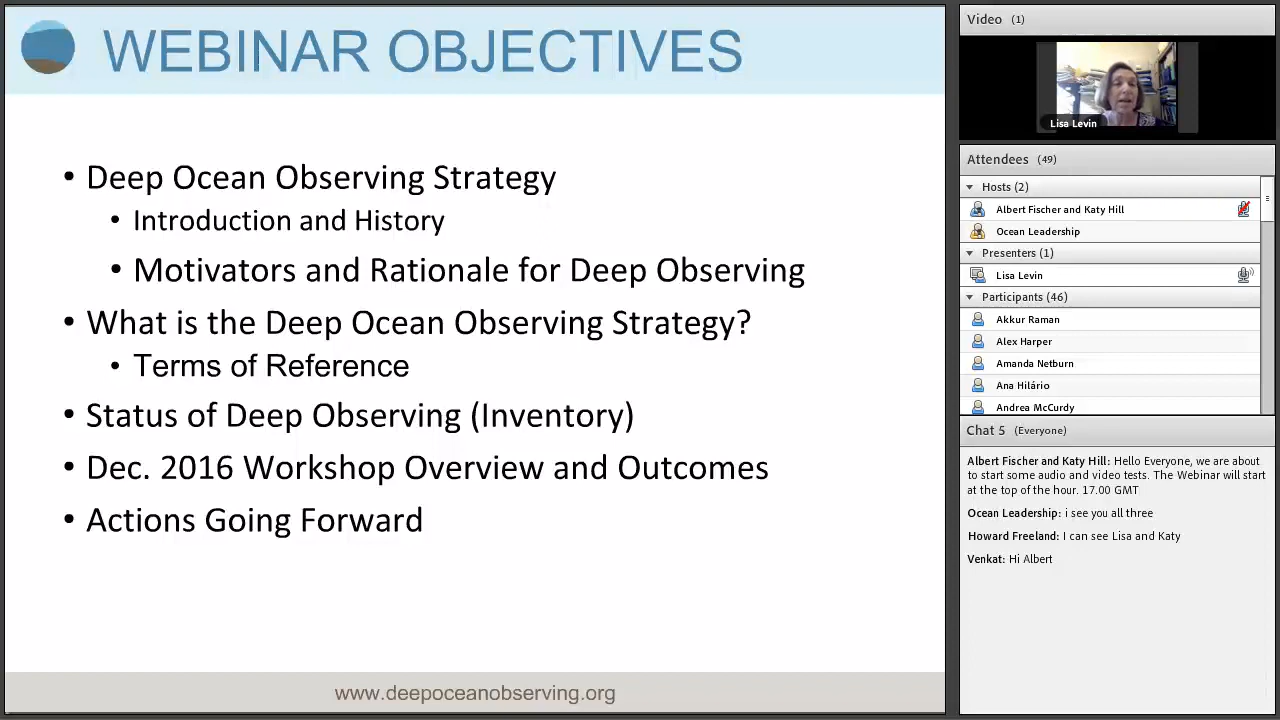 WEBINAR OBJECTIVES
• Deep Ocean Observing Strategy
• Introduction and History
• Motivators and Rationale for Deep Observing
• What is the Deep Ocean Observing Strategy?
• Terms of Reference
• Status of Deep Observing (Inventory)
• Dec. 2016 Workshop Overview and Outcomes
• Actions Going Forward
www.deepoceanobserving.org
Video (1)
Lisa Levin
Attendees (49)
Hosts (2)
Albert Fischer and Katy Hill
Ocean Leadership
Presenters (1)
Lisa Levin
Participants (46)
Akkur Raman
Alex Harper
Amanda Netburn
Ana Hilário
Andrea McCurdy
Chat 5 (Everyone)
Albert Fischer and Katy Hill: Hello Everyone, we are about
to start some audio and video tests. The Webinar will start
at the top of the hour. 17.00 GMT
Ocean Leadership: i see you all three
Howard Freeland: I can see Lisa and Katy
Venkat: Hi Albert